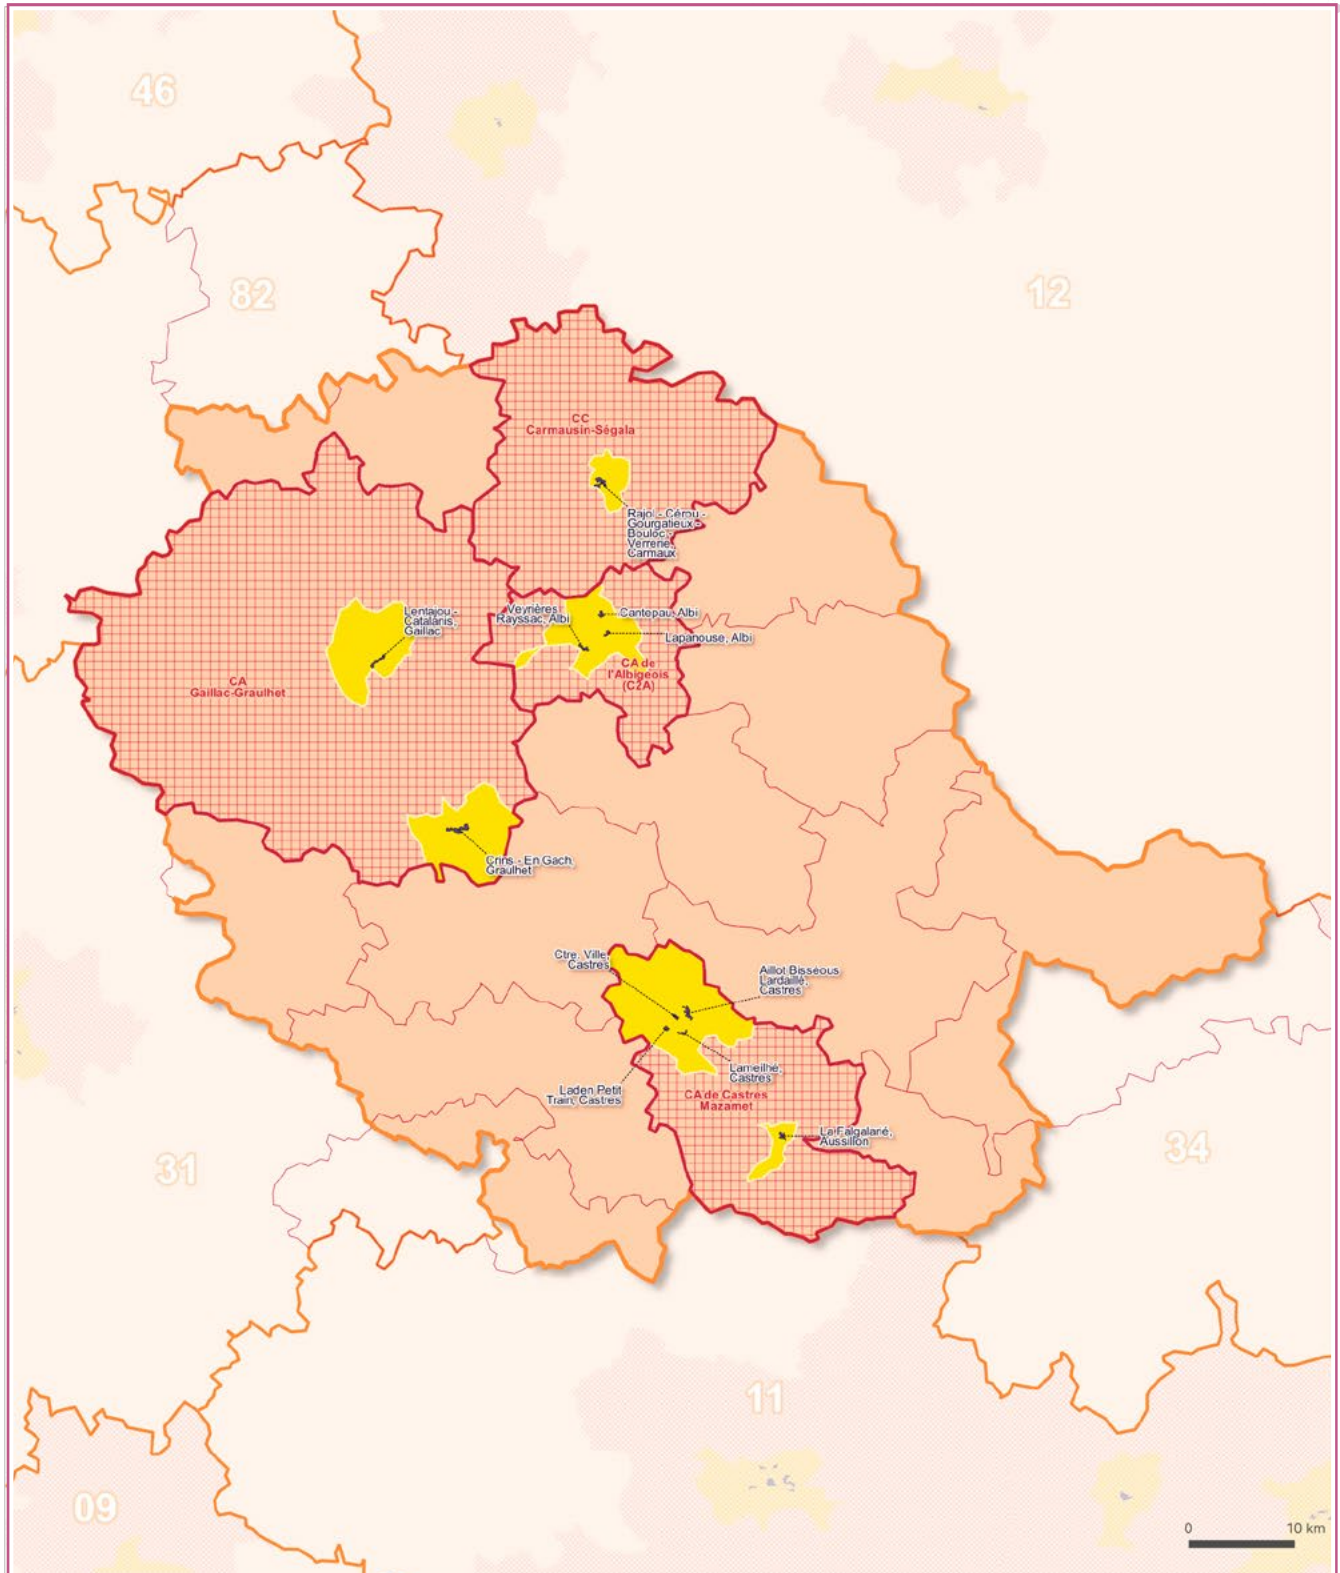 46
82
12
CC
Carmausin-Ségala
Rajol - Cérou -
Gourgatieux -
Bouloc -
Verrerie,
Carmaux
Lentajou -
Catalanis,
Gaillac
Veyrières
Rayssac, Albi
Cantepau, Albi
Lapanouse, Albi
CA de
l'Albigeois
(C2A)
CA
Gaillac-Graulhet
Crins - En Gach,
Graulhet
Ctre. Ville,
Castres
Aillot Bisséous
Lardaillé,
Castres
Lameilhé,
Castres
Laden Petit
Train, Castres
CA de Castres
Mazamet
La Falgalarié,
Aussillon
31
34
11
09
0 10 km